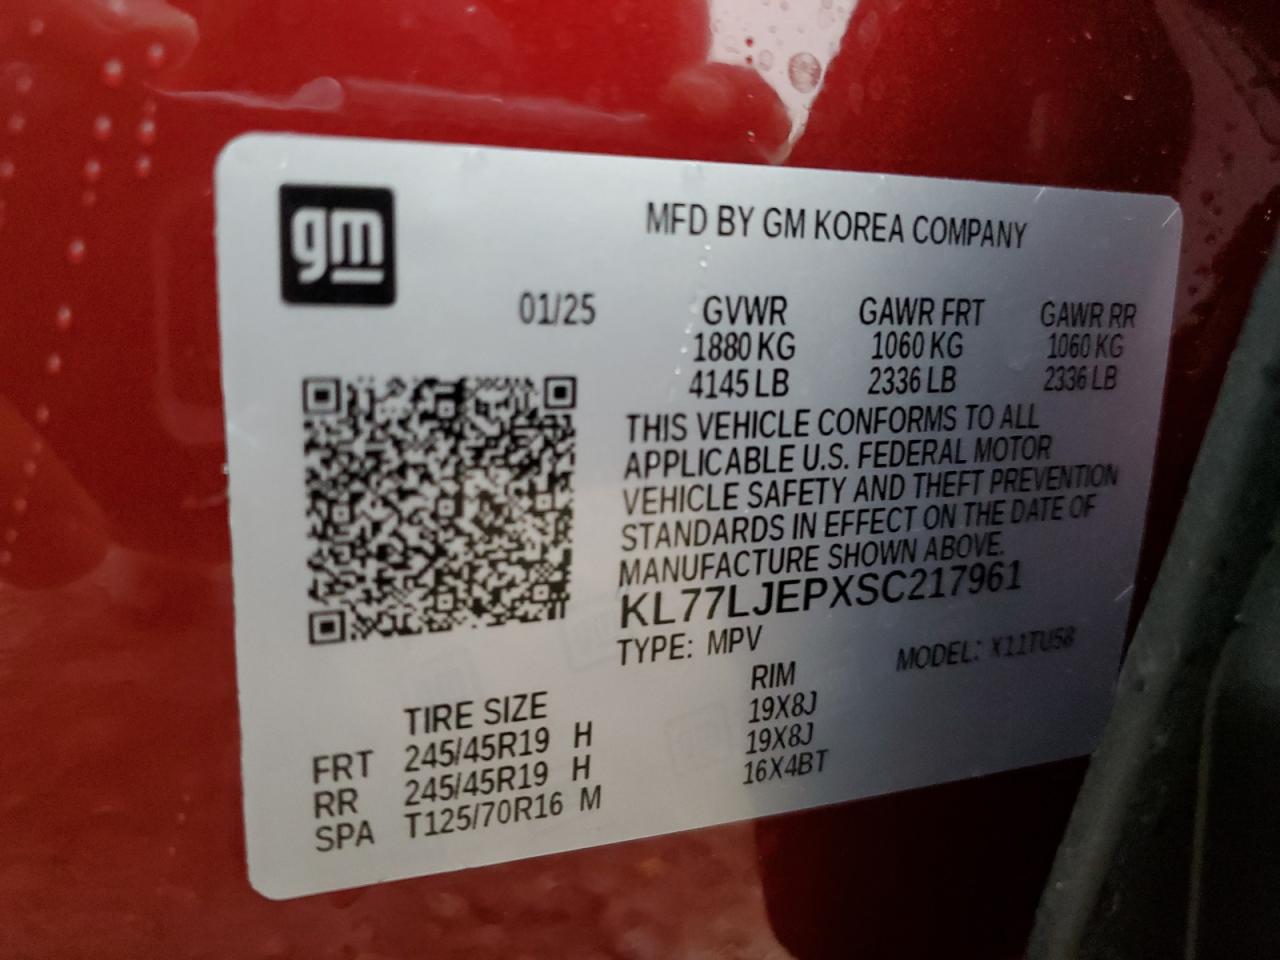 gm
MFD BY GM KOREA COMPANY
01/25 GVWR GAWR FRT GAWR RR
1880 KG 1060 KG 1060 KG
4145 LB 2336 LB 2336 LB
THIS VEHICLE CONFORMS TO ALL
APPLICABLE U.S. FEDERAL MOTOR
VEHICLE SAFETY AND THEFT PREVENTION
STANDARDS IN EFFECT ON THE DATE OF
MANUFACTURE SHOWN ABOVE.
KL77LJEPXSC217961
TYPE: MPV MODEL: X11TU58
TIRE SIZE RIM
FRT 245/45R19 H 19X8J
RR 245/45R19 H 19X8J
SPA T125/70R16 M 16X4BT